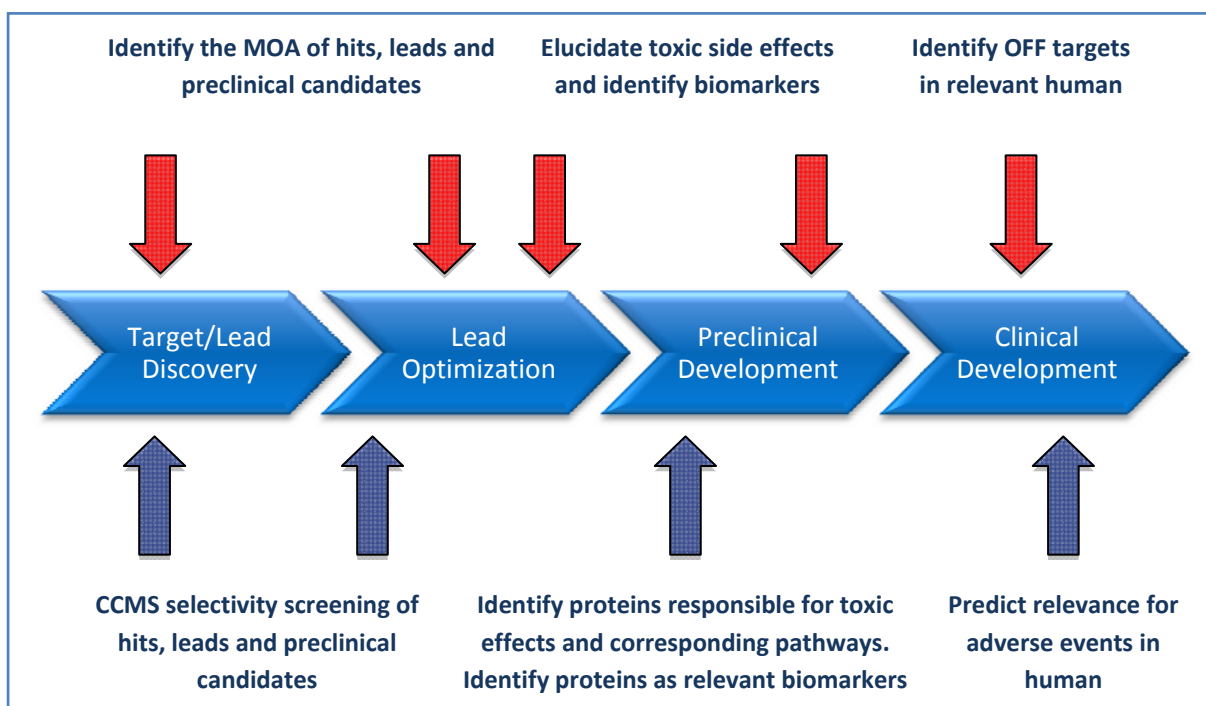 Identify the MOA of hits, leads and
preclinical candidates
Elucidate toxic side effects
and identify biomarkers
Identify OFF targets
in relevant human
Target/Lead
Discovery
Lead
Optimization
Preclinical
Development
Clinical
Development
CCMS selectivity screening of
hits, leads and preclinical
candidates
Identify proteins responsible for toxic
effects and corresponding pathways.
Identify proteins as relevant biomarkers
Predict relevance for
adverse events in
human